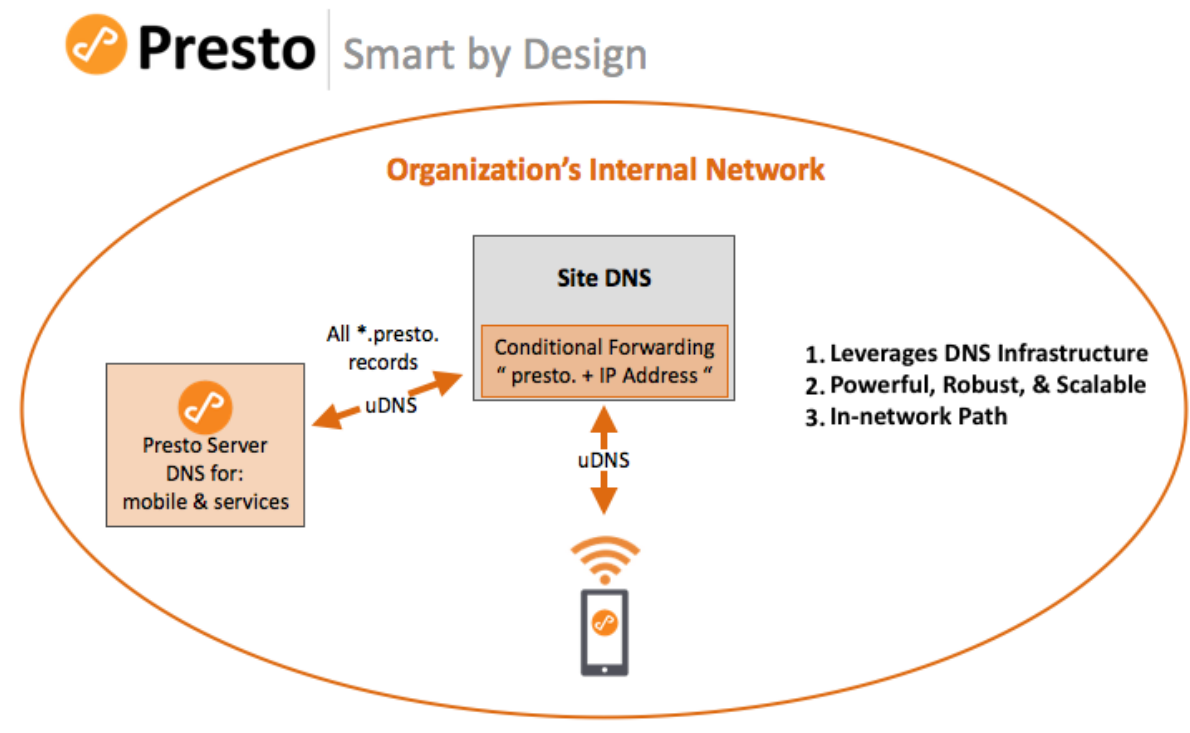 Presto
Smart by Design
Organization's Internal Network
Site DNS
Conditional Forwarding
“ presto. + IP Address “
All *.presto.
records
uDNS
Presto Server
DNS for:
mobile & services
uDNS
1. Leverages DNS Infrastructure
2. Powerful, Robust, & Scalable
3. In-network Path